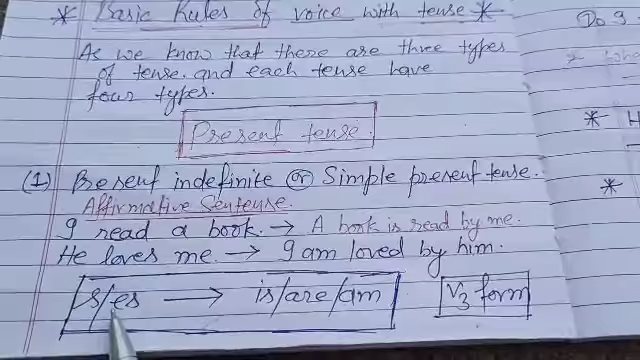 * Basic Rules of voice with tense *
As we know that there are three types
of tense. and each tense have
four types.
Present tense.
(1) Present indefinite or Simple present tense.
Affirmative Sentense.
I read a book. → A book is read by me.
He loves me. → I am loved by him.
s/es → is/are/am V3 form
Do
*
* H
*